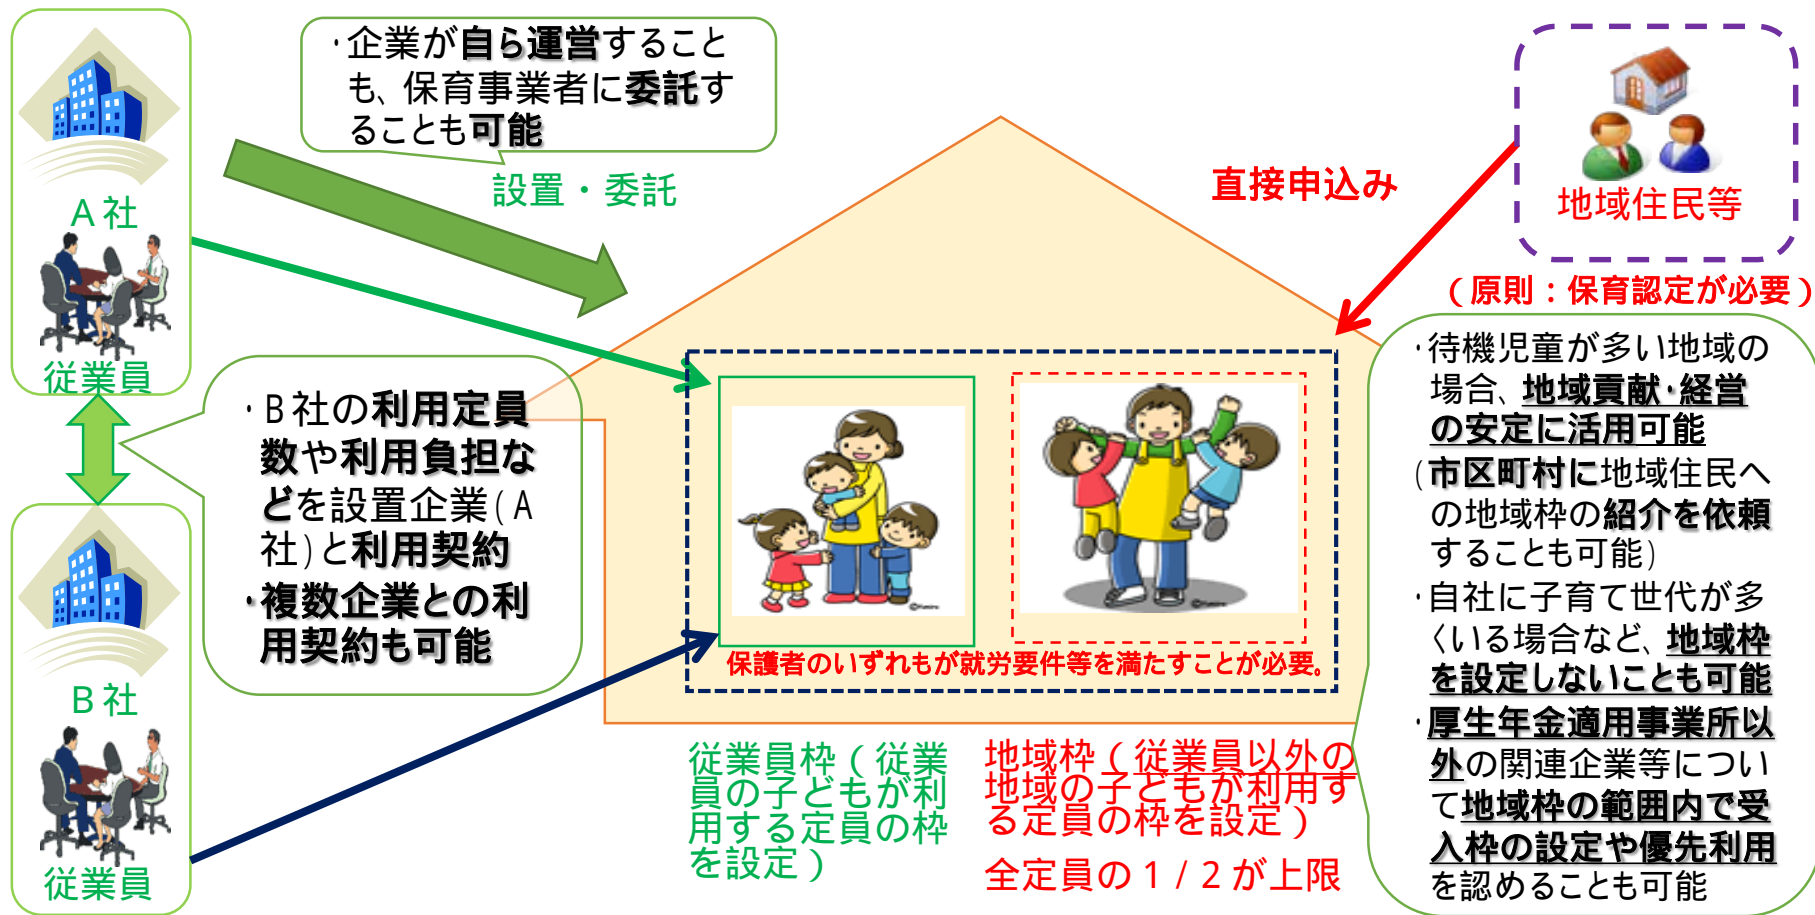 ・企業が自ら運営すること
も、保育事業者に委託す
ることも可能
設置・委託
A社
従業員
・B社の利用定員
数や利用負担な
どを設置企業(A
社)と利用契約
・複数企業との利
用契約も可能
B社
従業員
直接申込み
地域住民等
(原則：保育認定が必要)
保護者のいずれもが就労要件等を満たすことが必要。
従業員枠(従業
員の子どもが利
用する定員の枠
を設定)
地域枠(従業員以外の
地域の子どもが利用す
る定員の枠を設定)
全定員の1/2が上限
・待機児童が多い地域の
場合、地域貢献・経営
の安定に活用可能
(市区町村に地域住民へ
の地域枠の紹介を依頼
することも可能)
・自社に子育て世代が多
くいる場合など、地域枠
を設定しないことも可能
・厚生年金適用事業所以
外の関連企業等につい
て地域枠の範囲内で受
入枠の設定や優先利用
を認めることも可能